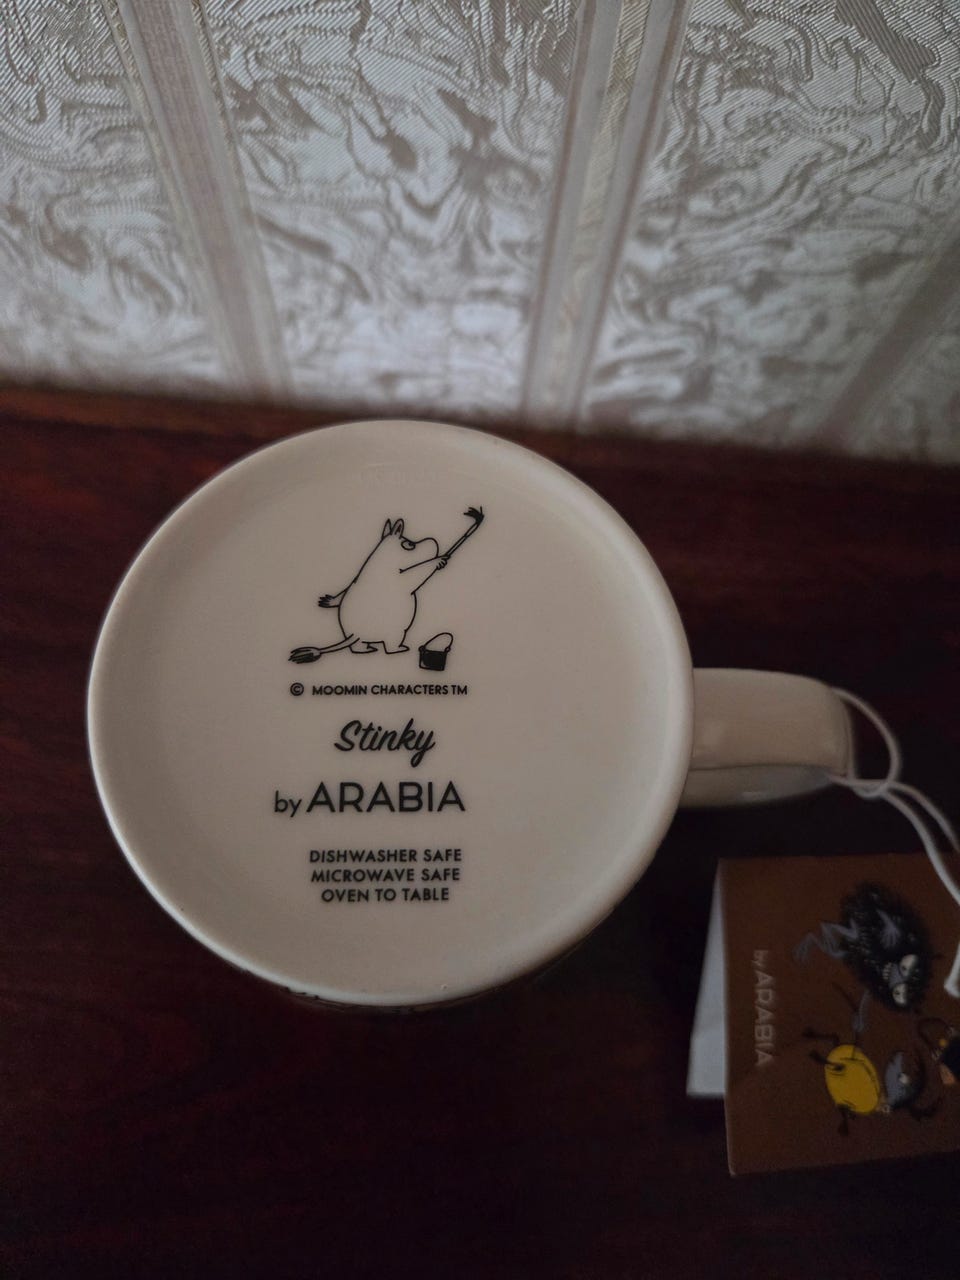 © MOOMIN CHARACTERS TM
Stinky
by ARABIA
DISHWASHER SAFE
MICROWAVE SAFE
OVEN TO TABLE
by ARABIA